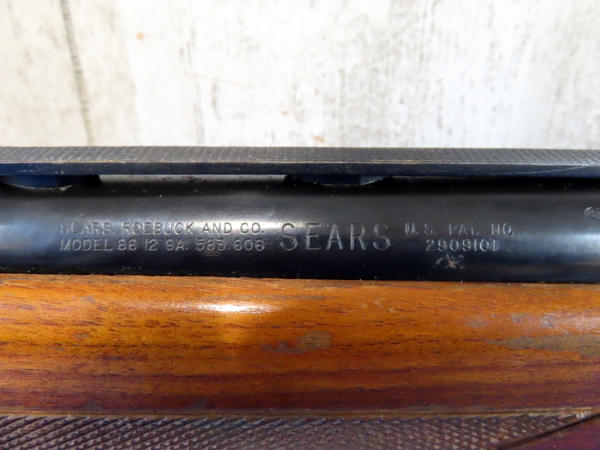 SEARS, ROEBUCK AND CO.
MODEL 66 12 GA. 583.606
SEARS
U.S. PAT. NO.
2909101